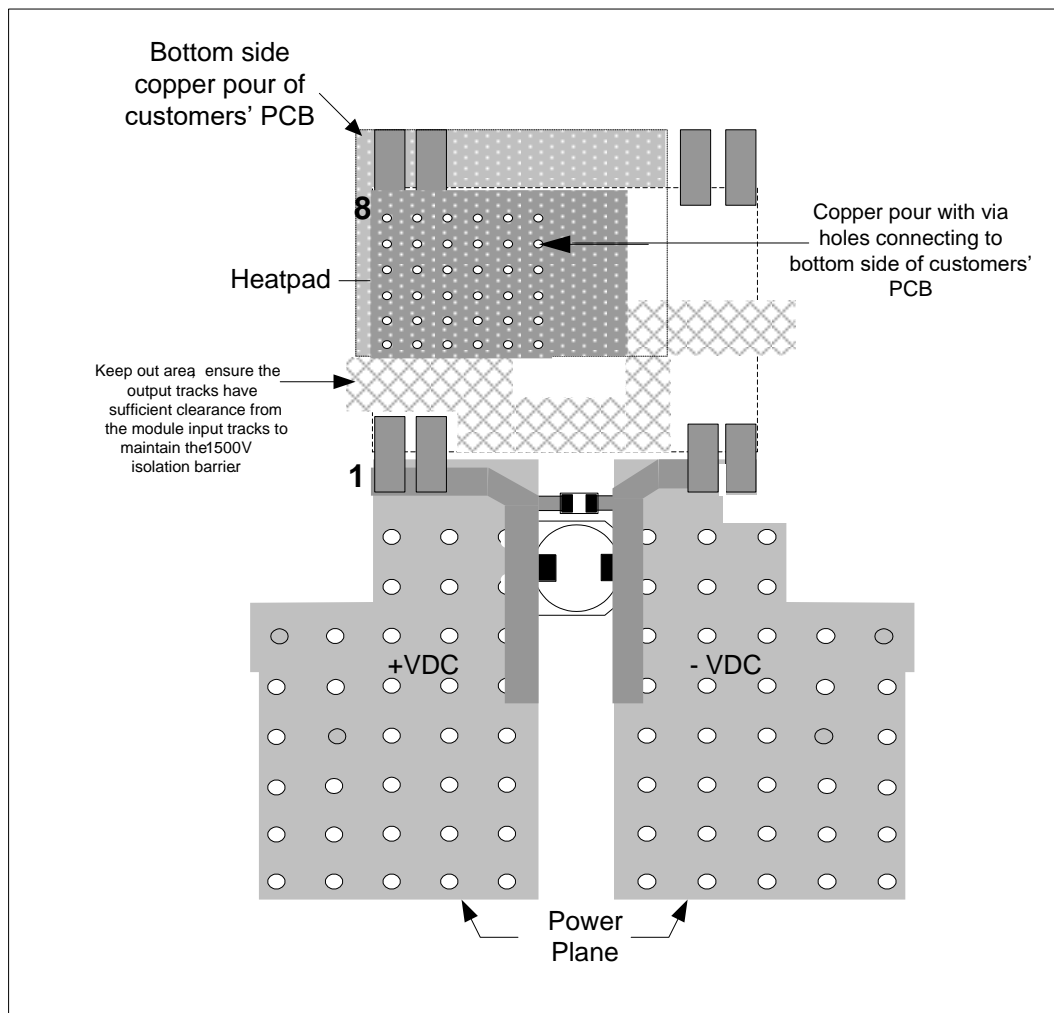 Bottom side
copper pour of
customers' PCB
8
Heatpad
Copper pour with via
holes connecting to
bottom side of customers'
PCB
Keep out area, ensure the
output tracks have
sufficient clearance from
the module input tracks to
maintain the1500V
isolation barrier
1
+VDC
- VDC
Power
Plane